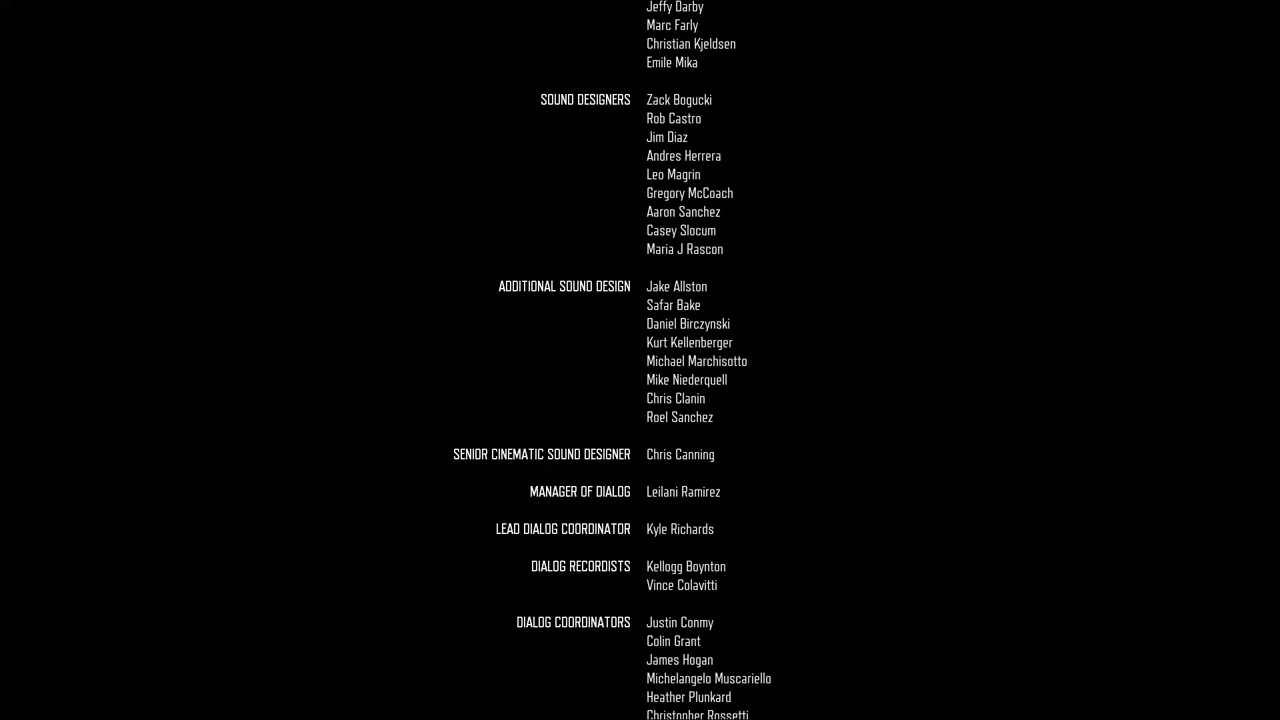 Jeffy Darby
Marc Farly
Christian Kjeldsen
Emile Mika
SOUND DESIGNERS Zack Bogucki
Rob Castro
Jim Diaz
Andres Herrera
Leo Magrin
Gregory McCoach
Aaron Sanchez
Casey Slocum
Maria J Rascon
ADDITIONAL SOUND DESIGN Jake Allston
Safar Bake
Daniel Birczynski
Kurt Kellenberger
Michael Marchisotto
Mike Niederquell
Chris Clanin
Roel Sanchez
SENIOR CINEMATIC SOUND DESIGNER Chris Canning
MANAGER OF DIALOG Leilani Ramirez
LEAD DIALOG COORDINATOR Kyle Richards
DIALOG RECORDISTS Kellogg Boynton
Vince Colavitti
DIALOG COORDINATORS Justin Conmy
Colin Grant
James Hogan
Michelangelo Muscariello
Heather Plunkard
Christopher Rossetti